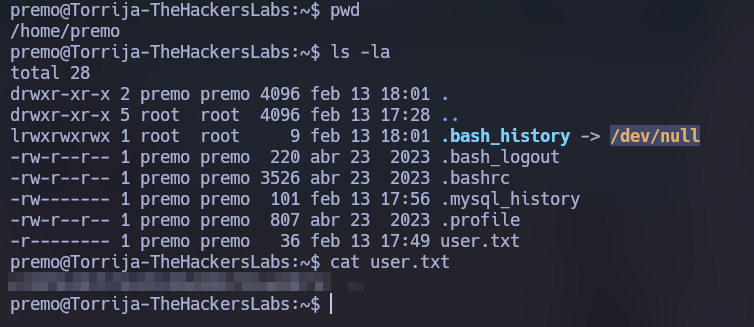 premo@Torrija-TheHackersLabs:~$ pwd
/home/premo
premo@Torrija-TheHackersLabs:~$ ls -la
total 28
drwxr-xr-x 2 premo premo 4096 feb 13 18:01 .
drwxr-xr-x 5 root  root  4096 feb 13 17:28 ..
lrwxrwxrwx 1 root  root     9 feb 13 18:01 .bash_history -> /dev/null
-rw-r--r-- 1 premo premo  220 abr 23  2023 .bash_logout
-rw-r--r-- 1 premo premo 3526 abr 23  2023 .bashrc
-rw------- 1 premo premo  101 feb 13 17:56 .mysql_history
-rw-r--r-- 1 premo premo  807 abr 23  2023 .profile
-r-------- 1 premo premo   36 feb 13 17:49 user.txt
premo@Torrija-TheHackersLabs:~$ cat user.txt
premo@Torrija-TheHackersLabs:~$